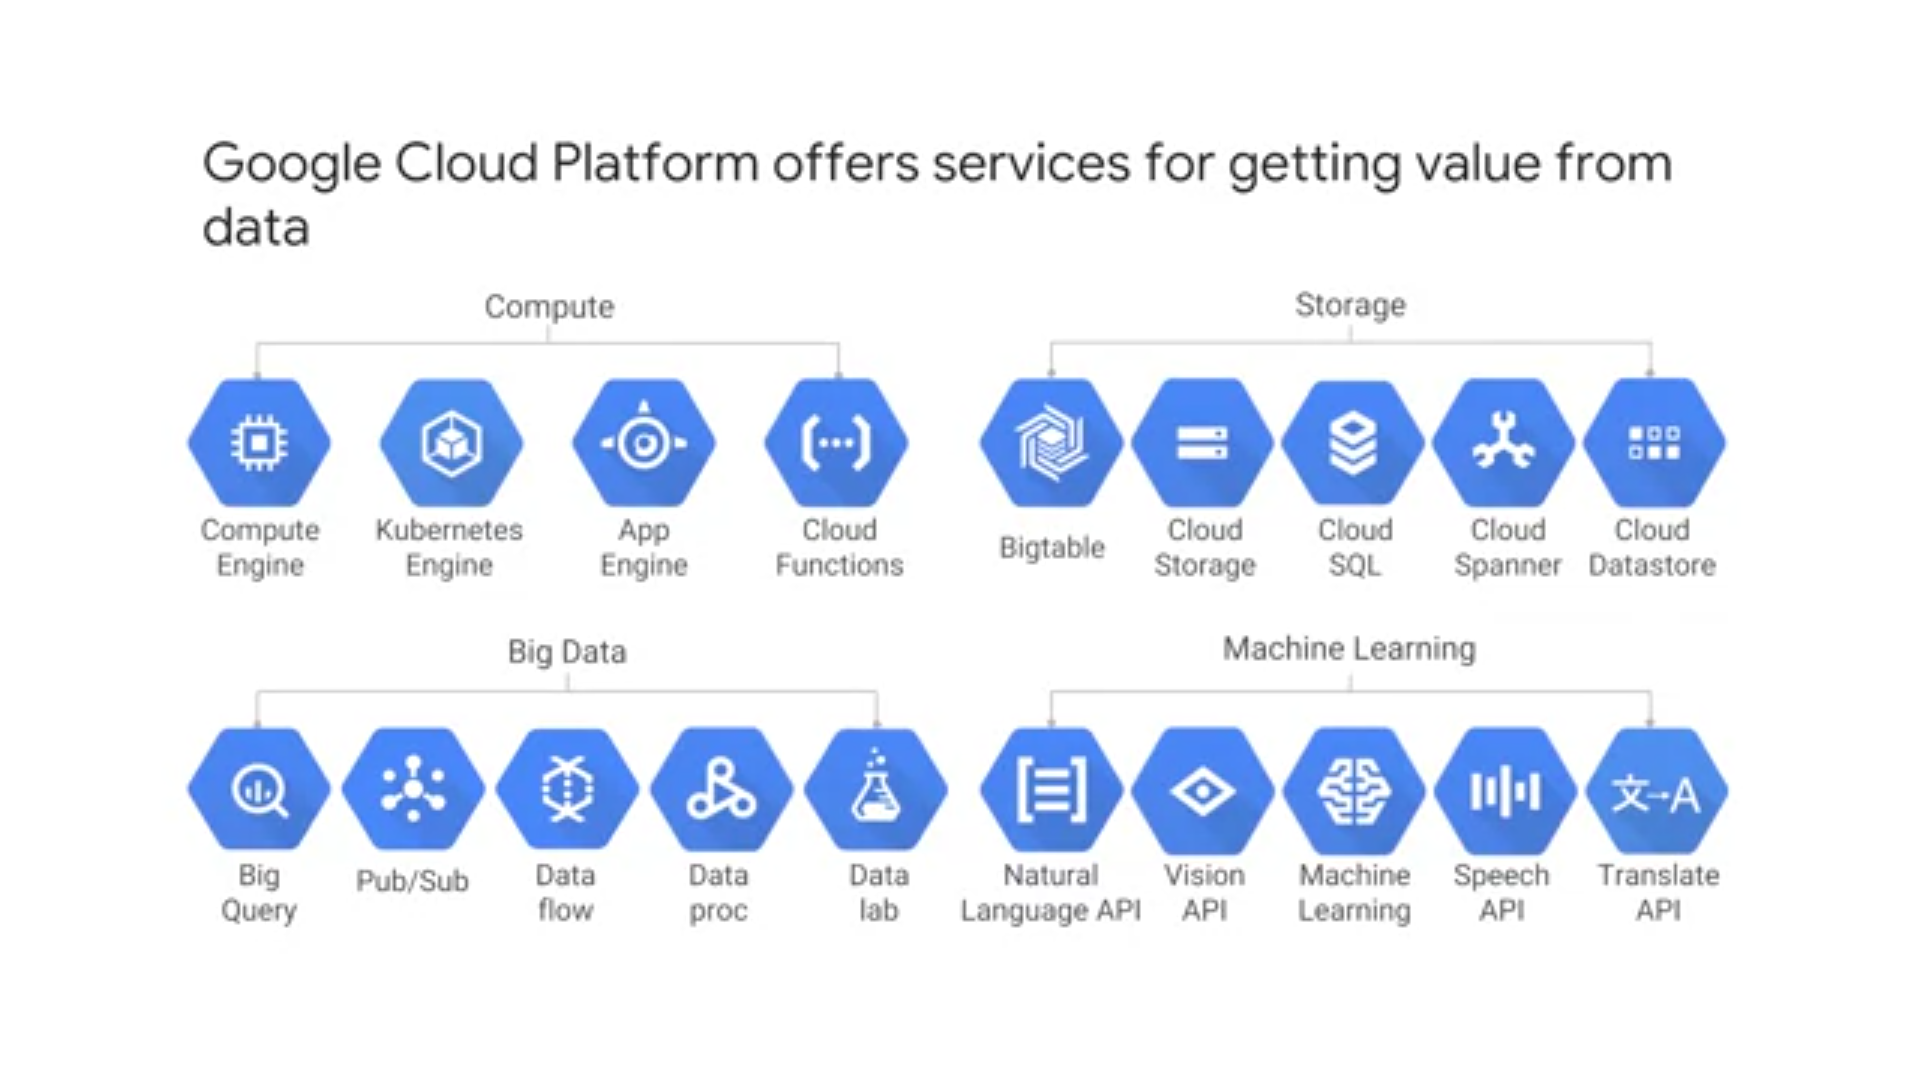 Google Cloud Platform offers services for getting value from
data
Compute
Compute
Engine
Kubernetes
Engine
App
Engine
Cloud
Functions
Storage
Bigtable
Cloud
Storage
Cloud
SQL
Cloud
Spanner
Cloud
Datastore
Big Data
Big
Query
Pub/Sub
Data
flow
Data
proc
Data
lab
Machine Learning
Natural
Language API
Vision
API
Machine
Learning
Speech
API
文→A
Translate
API